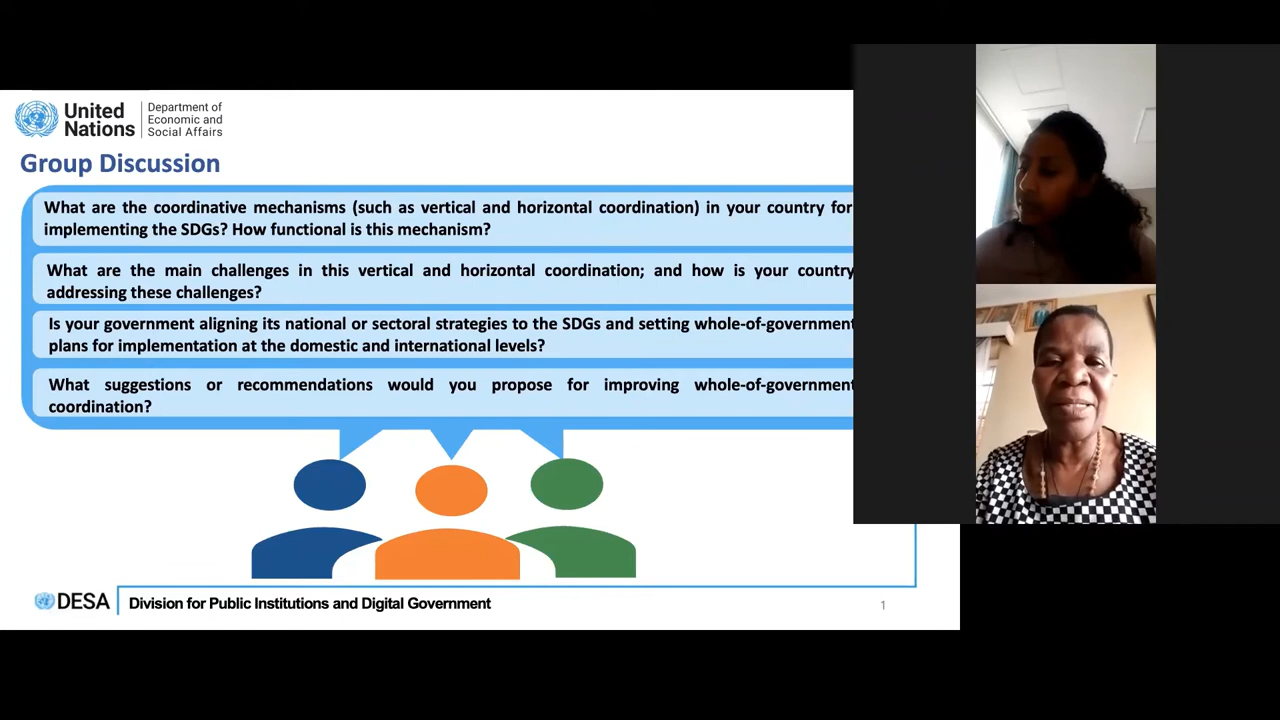 United
Nations
Department of
Economic and
Social Affairs
Group Discussion
What are the coordinative mechanisms (such as vertical and horizontal coordination) in your country for
implementing the SDGs? How functional is this mechanism?
What are the main challenges in this vertical and horizontal coordination; and how is your country
addressing these challenges?
Is your government aligning its national or sectoral strategies to the SDGs and setting whole-of-government
plans for implementation at the domestic and international levels?
What suggestions or recommendations would you propose for improving whole-of-government
coordination?
DESA
Division for Public Institutions and Digital Government
1